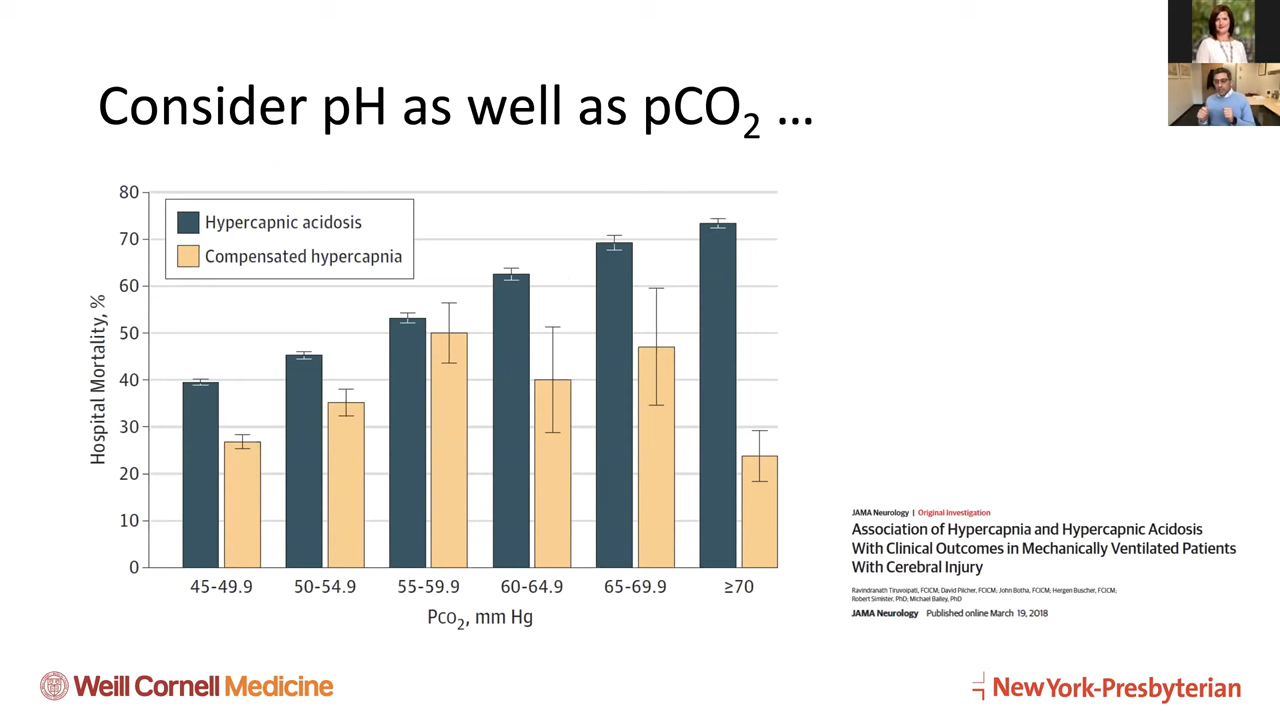 Consider pH as well as pCO₂ ...
80
70
60
50
40
30
20
10
0
Hospital Mortality, %
Hypercapnic acidosis
Compensated hypercapnia
45-49.9 50-54.9 55-59.9 60-64.9 65-69.9 ≥70
PCO₂, mm Hg
JAMA Neurology | Original Investigation
Association of Hypercapnia and Hypercapnic Acidosis
With Clinical Outcomes in Mechanically Ventilated Patients
With Cerebral Injury
Ravindranath Tiruvoipati, FCICM; David Pilcher, FCICM; John Botha, FCICM; Hergen Buscher, FCICM;
Robert Simister, PhD; Michael Bailey, PhD
JAMA Neurology Published online March 19, 2018
Weill Cornell Medicine
NewYork-Presbyterian